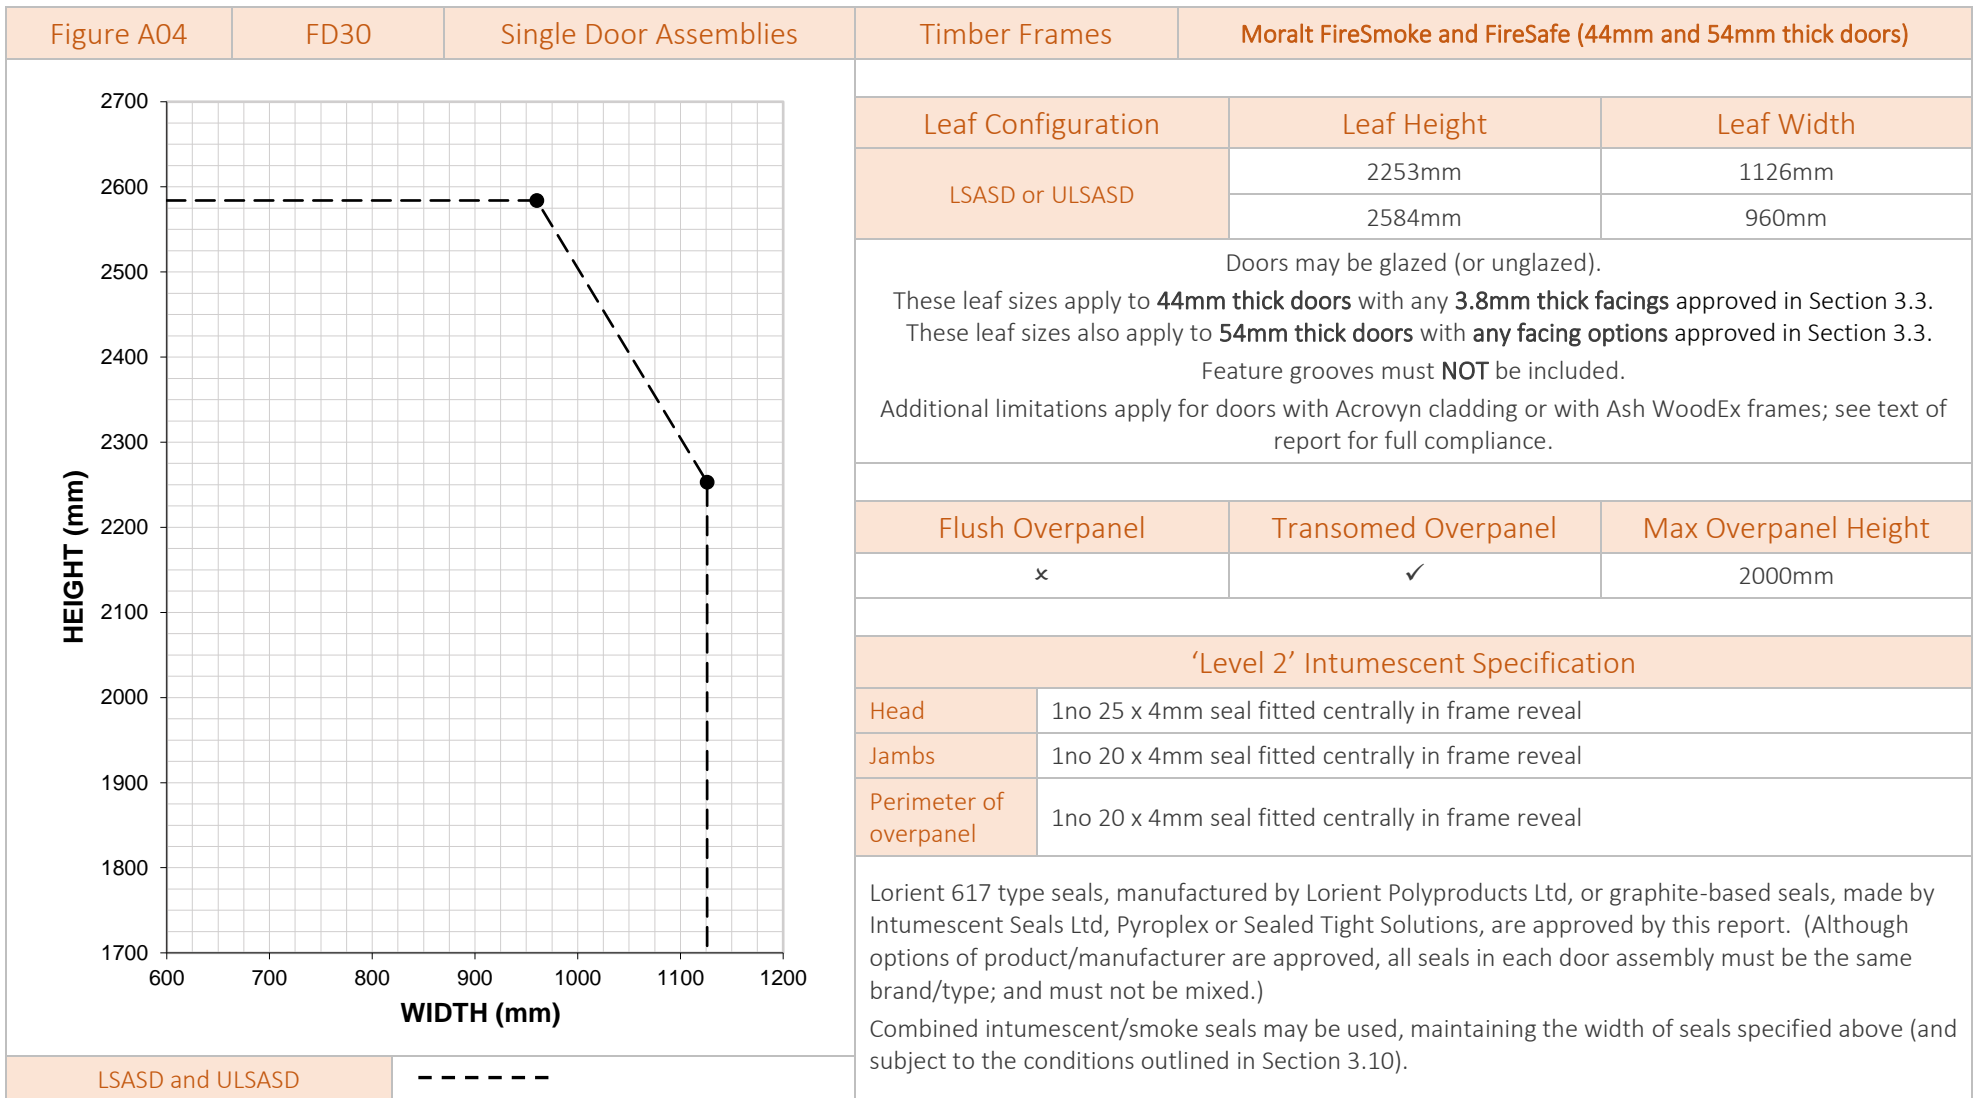 Figure A04 FD30 Single Door Assemblies Timber Frames Moralt FireSmoke and FireSafe (44mm and 54mm thick doors)
2700
2600
2500
2400
2300
2200
2100
2000
1900
1800
1700
HEIGHT (mm)
600 700 800 900 1000 1100 1200
WIDTH (mm)
LSASD and ULSASD
Leaf Configuration Leaf Height Leaf Width
LSASD or ULSASD
2253mm 1126mm
2584mm 960mm
Doors may be glazed (or unglazed).
These leaf sizes apply to 44mm thick doors with any 3.8mm thick facings approved in Section 3.3.
These leaf sizes also apply to 54mm thick doors with any facing options approved in Section 3.3.
Feature grooves must NOT be included.
Additional limitations apply for doors with Acrovyn cladding or with Ash WoodEx frames; see text of
report for full compliance.
Flush Overpanel Transomed Overpanel Max Overpanel Height
× ✓ 2000mm
‘Level 2’ Intumescent Specification
Head 1no 25 x 4mm seal fitted centrally in frame reveal
Jambs 1no 20 x 4mm seal fitted centrally in frame reveal
Perimeter of
overpanel
1no 20 x 4mm seal fitted centrally in frame reveal
Lorient 617 type seals, manufactured by Lorient Polyproducts Ltd, or graphite-based seals, made by
Intumescent Seals Ltd, Pyroplex or Sealed Tight Solutions, are approved by this report. (Although
options of product/manufacturer are approved, all seals in each door assembly must be the same
brand/type; and must not be mixed.)
Combined intumescent/smoke seals may be used, maintaining the width of seals specified above (and
subject to the conditions outlined in Section 3.10).